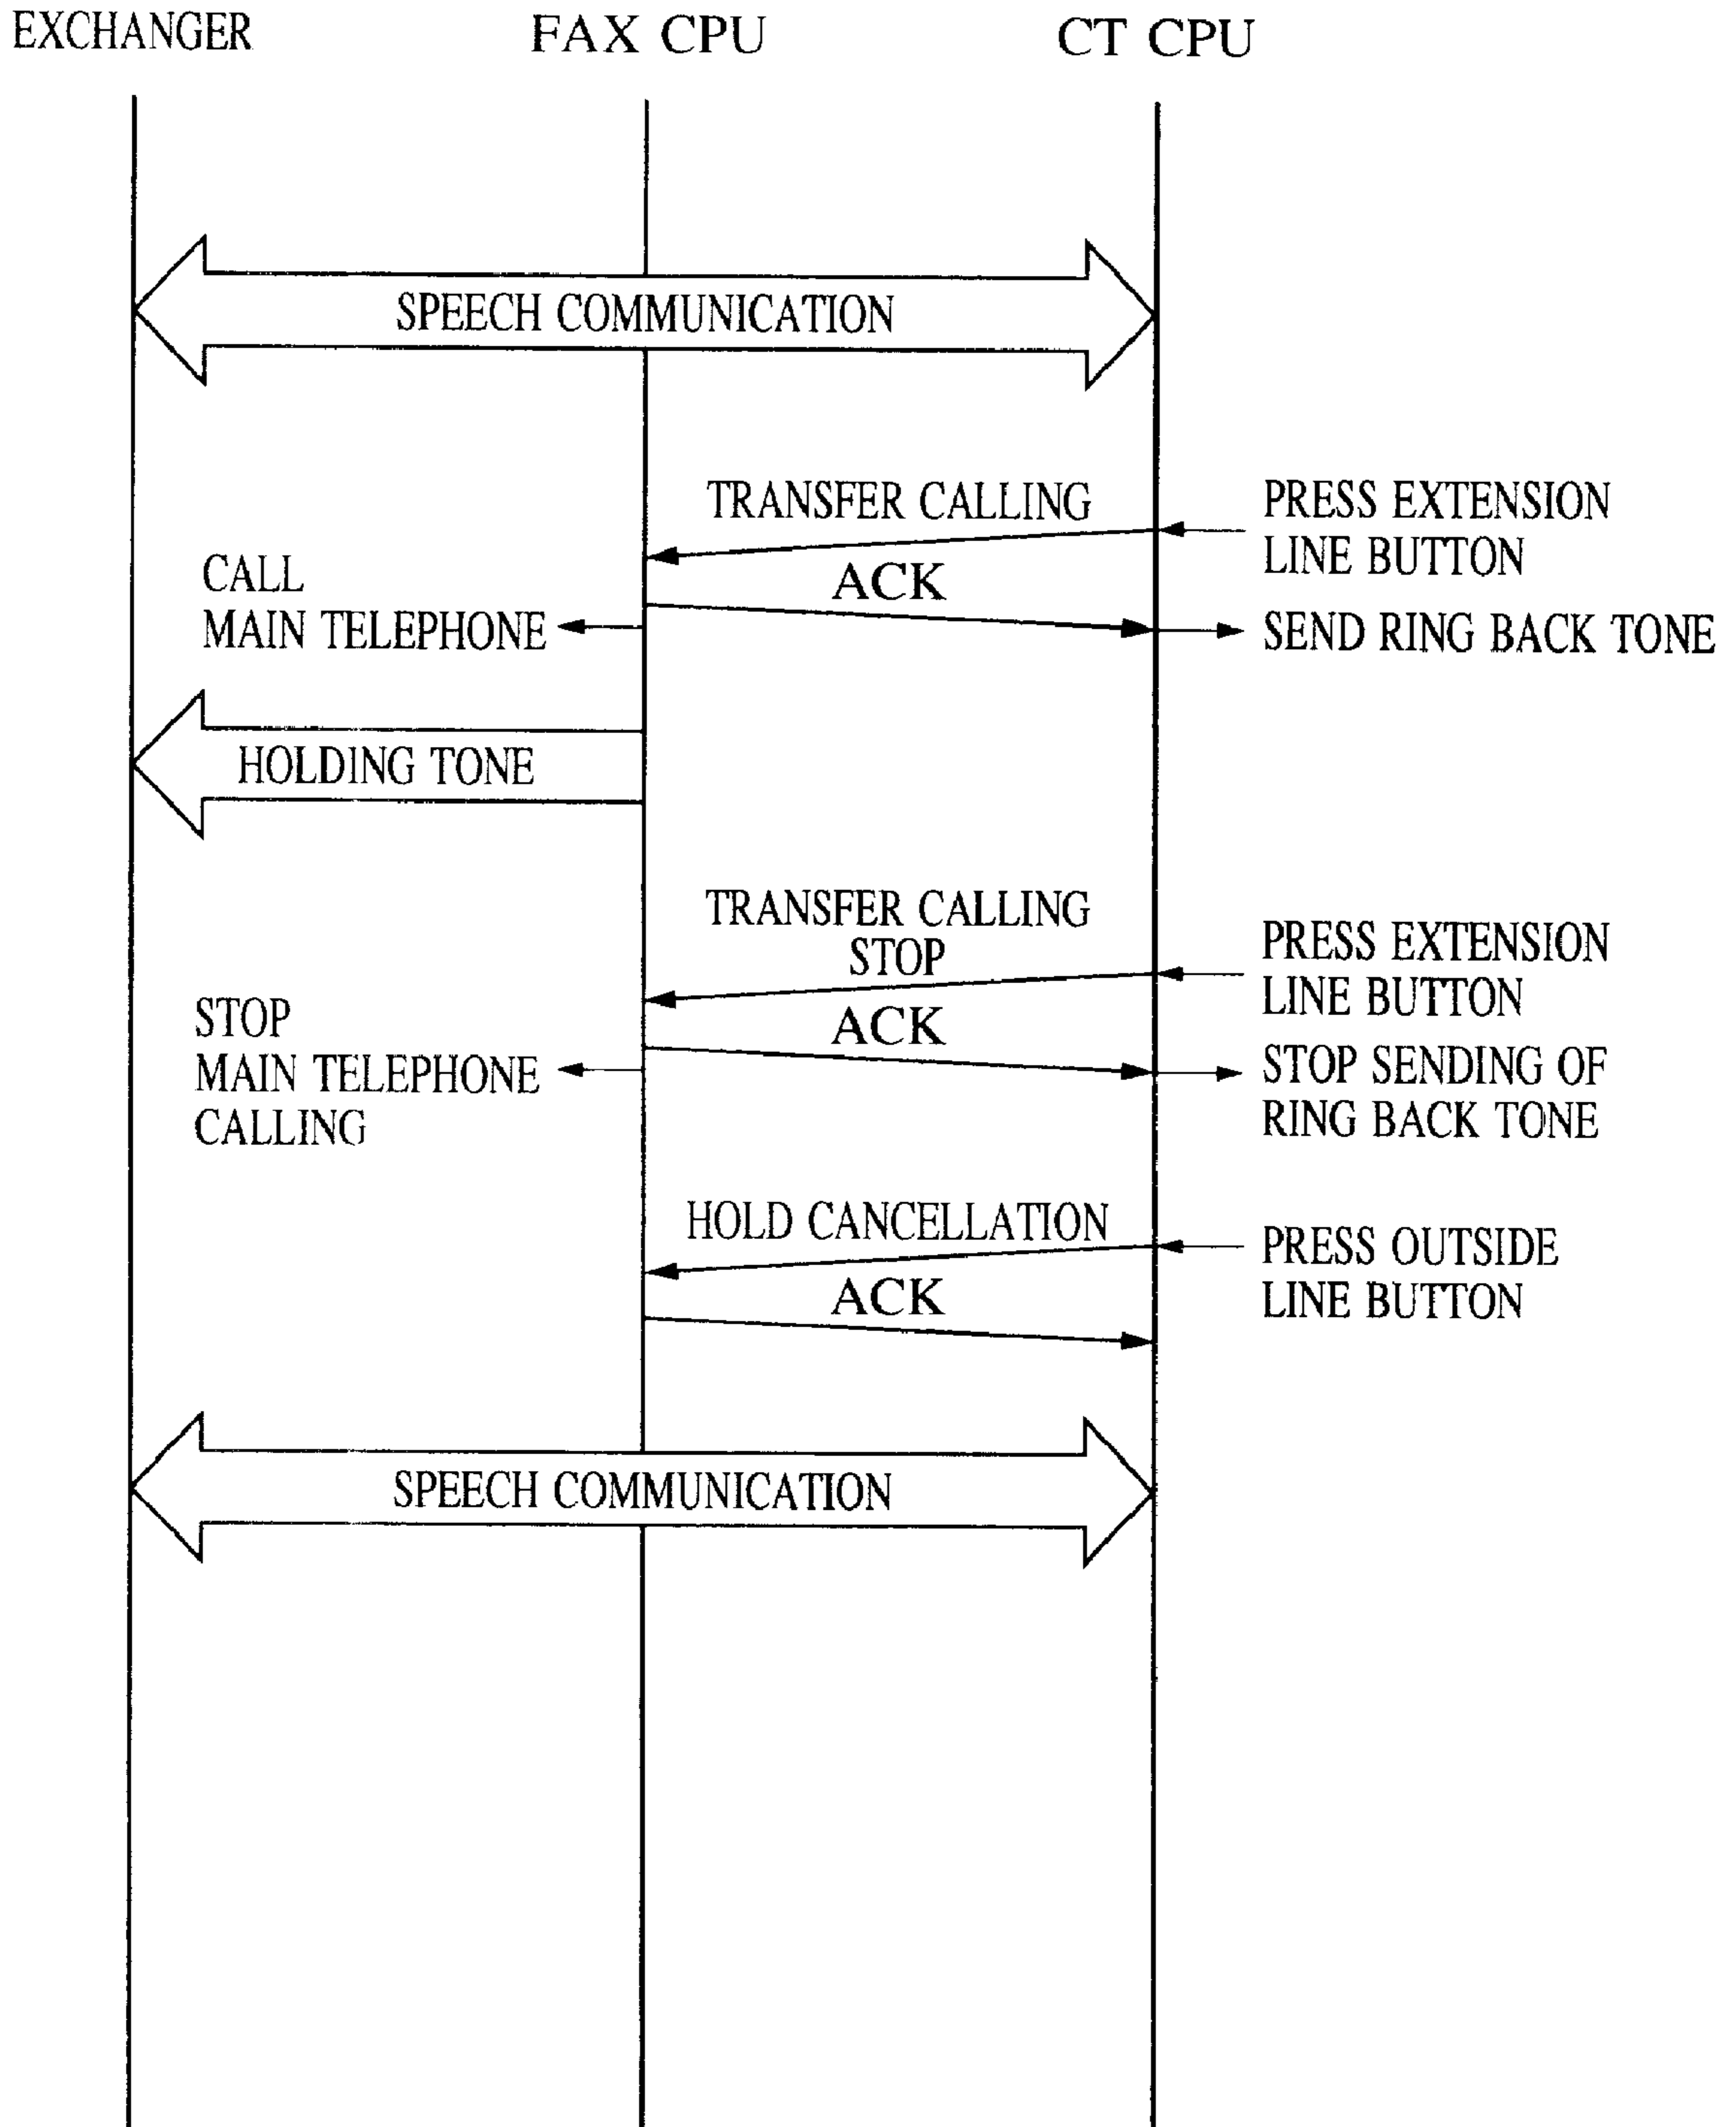 EXCHANGER
FAX CPU
CT CPU
SPEECH COMMUNICATION
TRANSFER CALLING
PRESS EXTENSION
LINE BUTTON
ACK
CALL
MAIN TELEPHONE
SEND RING BACK TONE
HOLDING TONE
TRANSFER CALLING
STOP
PRESS EXTENSION
LINE BUTTON
ACK
STOP
MAIN TELEPHONE
CALLING
STOP SENDING OF
RING BACK TONE
HOLD CANCELLATION
PRESS OUTSIDE
LINE BUTTON
ACK
SPEECH COMMUNICATION